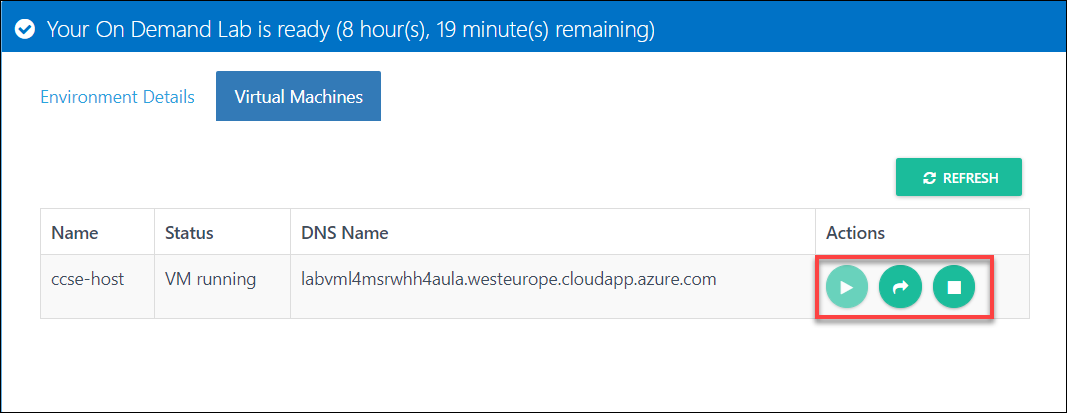 Your On Demand Lab is ready (8 hour(s), 19 minute(s) remaining)
Environment Details Virtual Machines
REFRESH
Name Status DNS Name Actions
ccse-host VM running labvml4msrwhh4aula.westeurope.cloudapp.azure.com